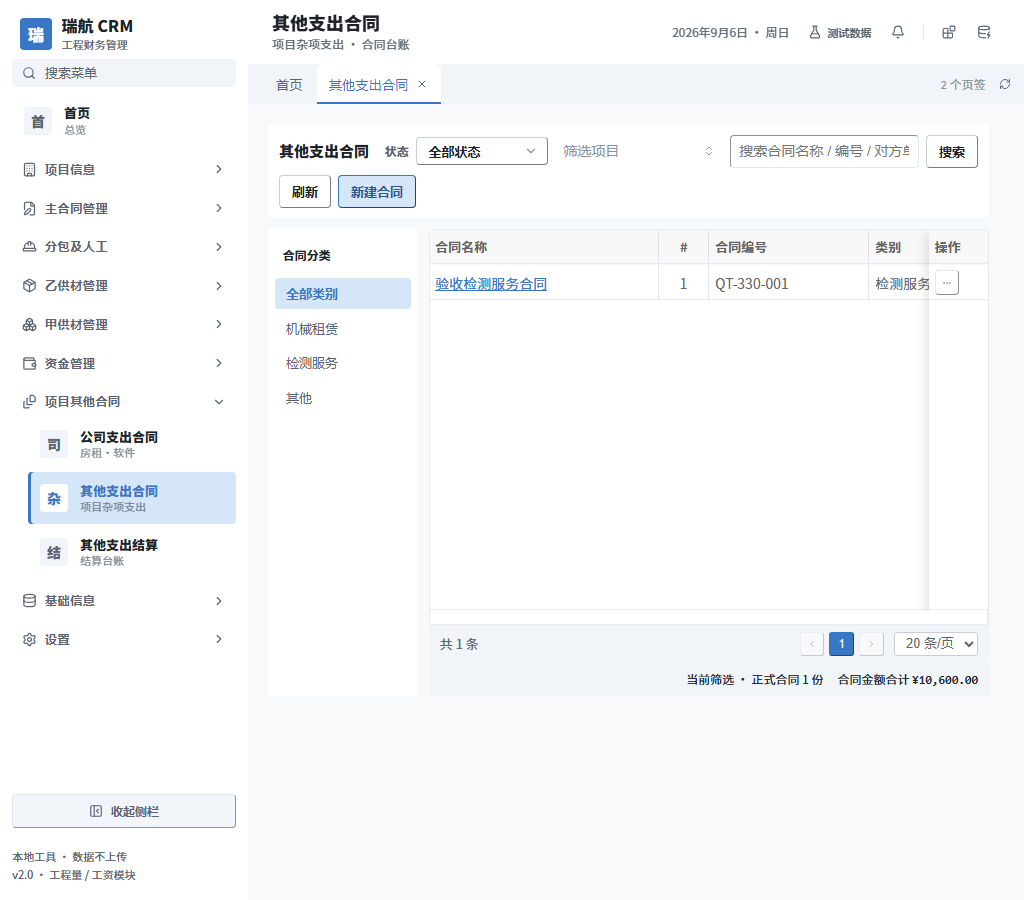 瑞
瑞航 CRM
工程财务管理
搜索菜单
首
首页
总览
项目信息
主合同管理
分包及人工
乙供材管理
甲供材管理
资金管理
项目其他合同
司
公司支出合同
房租・软件
杂
其他支出合同
项目杂项支出
结
其他支出结算
结算台账
基础信息
设置
收起侧栏
本地工具 · 数据不上传
v2.0 · 工程量 / 工资模块
其他支出合同
项目杂项支出 · 合同台账
2026年9月6日 · 周日
测试数据
首页
其他支出合同
2 个页签
其他支出合同
状态
全部状态
筛选项目
搜索合同名称 / 编号 / 对方单
搜索
刷新
新建合同
合同分类
全部类别
机械租赁
检测服务
其他
合同名称 # 合同编号 类别 操作
验收检测服务合同 1 QT-330-001 检测服务 ...
共 1 条
1
20 条/页
当前筛选 · 正式合同 1 份 合同金额合计 ¥10,600.00